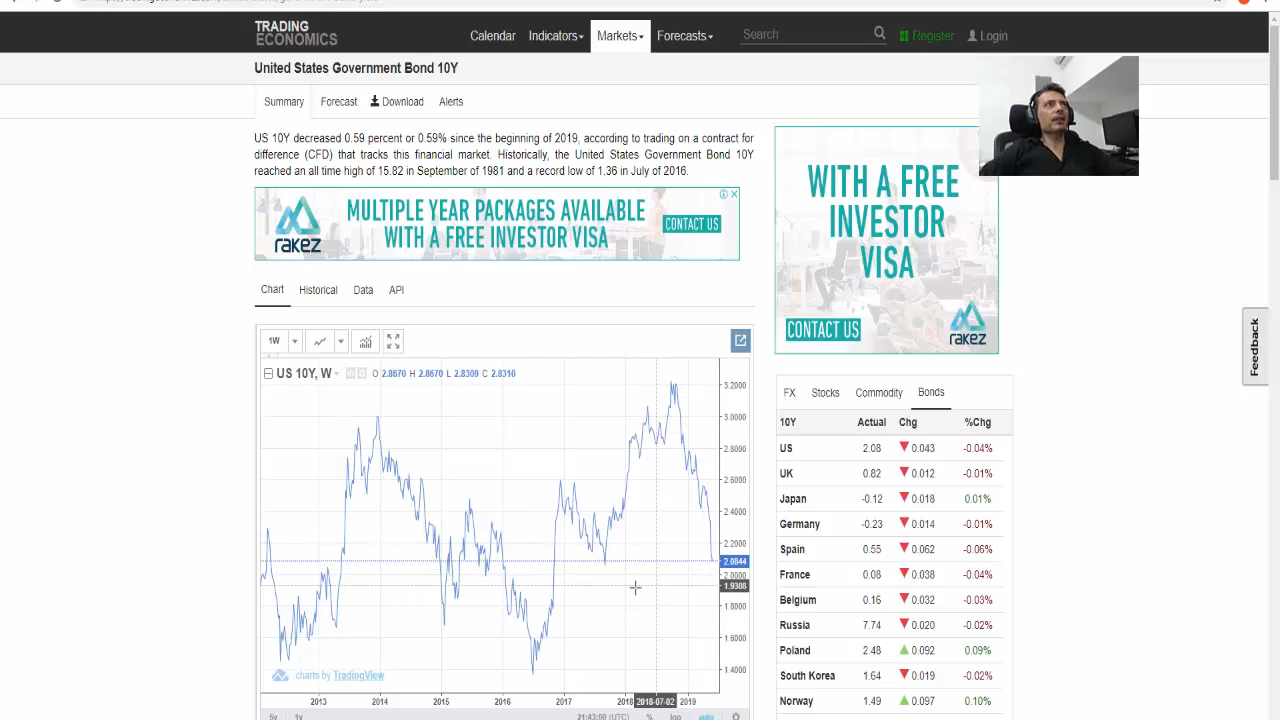 TRADING
ECONOMICS
Calendar Indicators Markets Forecasts Search Register Login
United States Government Bond 10Y
Summary Forecast Download Alerts
US 10Y decreased 0.59 percent or 0.59% since the beginning of 2019, according to trading on a contract for
difference (CFD) that tracks this financial market. Historically, the United States Government Bond 10Y
reached an all time high of 15.82 in September of 1981 and a record low of 1.36 in July of 2016.
MULTIPLE YEAR PACKAGES AVAILABLE
WITH A FREE INVESTOR VISA
CONTACT US
rakez
WITH A FREE
INVESTOR
VISA
CONTACT US
rakez
Chart Historical Data API
Feedback
1W
US 10Y, W O 2.8670 H 2.8670 L 2.8309 C 2.8310
3.2000
3.0000
2.8000
2.6000
2.4000
2.2000
2.0844
2.0000
1.9308
1.8000
1.6000
1.4000
charts by TradingView
2013 2014 2015 2016 2017 2018 2018-07-02 2019
5y 1y 21:43:00 (UTC) % log auto
FX Stocks Commodity Bonds
10Y Actual Chg %Chg
US 2.08 0.043 -0.04%
UK 0.82 0.012 -0.01%
Japan -0.12 0.018 0.01%
Germany -0.23 0.014 -0.01%
Spain 0.55 0.062 -0.06%
France 0.08 0.038 -0.04%
Belgium 0.16 0.032 -0.03%
Russia 7.74 0.020 -0.02%
Poland 2.48 0.092 0.09%
South Korea 1.64 0.019 -0.02%
Norway 1.49 0.097 0.10%